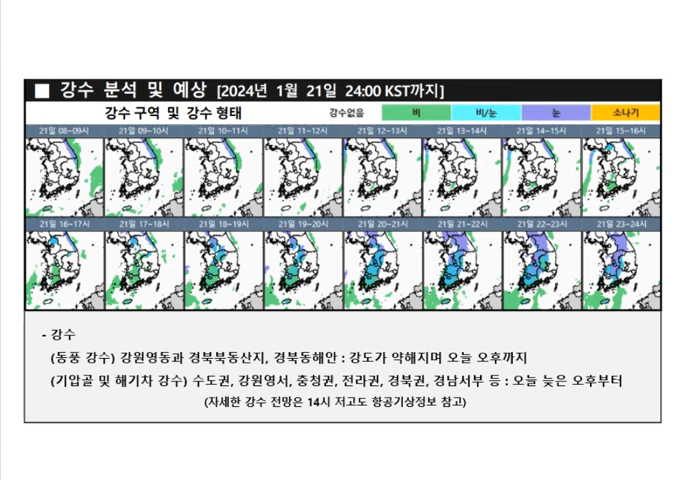 ■ 강수 분석 및 예상 [2024년 1월 21일 24:00 KST까지]
강수 구역 및 강수 형태 강수없음 비 비/눈 눈 소나기
21일 08~09시 21일 09~10시 21일 10~11시 21일 11~12시 21일 12~13시 21일 13~14시 21일 14~15시 21일 15~16시
21일 16~17시 21일 17~18시 21일 18~19시 21일 19~20시 21일 20~21시 21일 21~22시 21일 22~23시 21일 23~24시
- 강수
(동풍 강수) 강원영동과 경북북동산지, 경북동해안 : 강도가 약해지며 오늘 오후까지
(기압골 및 해기차 강수) 수도권, 강원영서, 충청권, 전라권, 경북권, 경남서부 등 : 오늘 늦은 오후부터
(자세한 강수 전망은 14시 저고도 항공기상정보 참고)